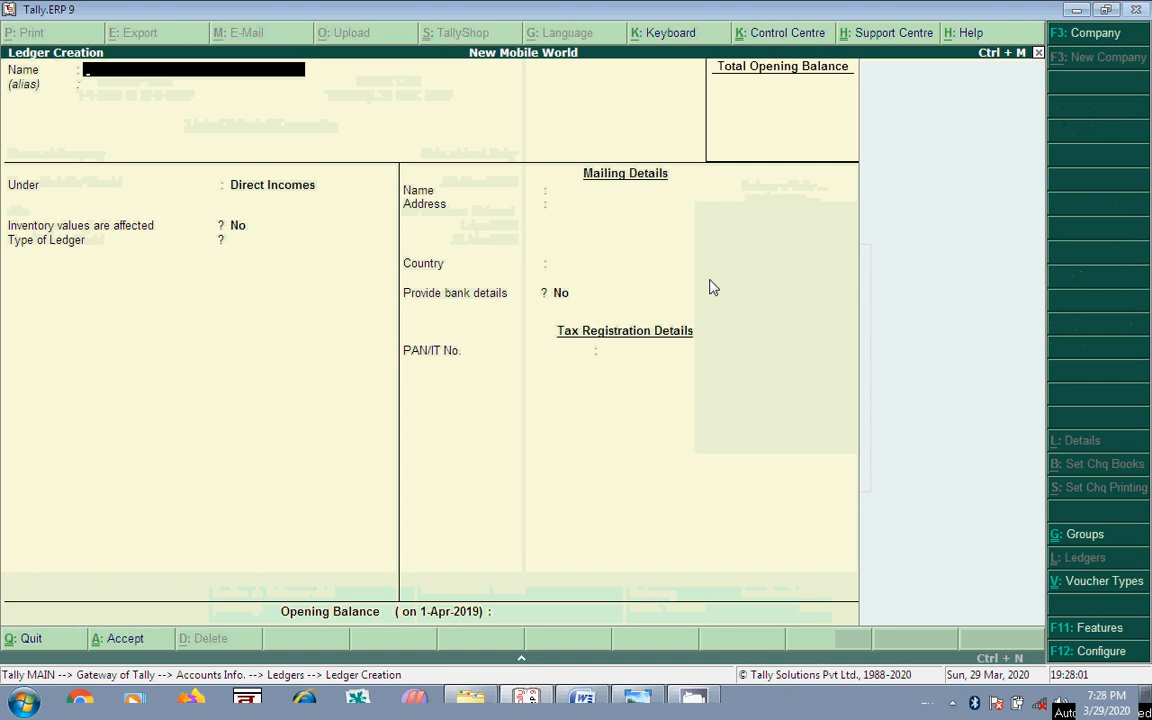 Tally.ERP 9
P: Print
E: Export
M: E-Mail
O: Upload
S: TallyShop
G: Language
K: Keyboard
K: Control Centre
H: Support Centre
H: Help
F3: Company
Ledger Creation
New Mobile World
Ctrl + M
F3: New Company
Name :
(alias) :
Total Opening Balance
Under : Direct Incomes
Inventory values are affected ? No
Type of Ledger ?
Mailing Details
Name :
Address :
Country :
Provide bank details ? No
Tax Registration Details
PAN/IT No. :
L: Details
B: Set Chq Books
S: Set Chq Printing
G: Groups
L: Ledgers
V: Voucher Types
F11: Features
F12: Configure
Opening Balance ( on 1-Apr-2019) :
Q: Quit
A: Accept
D: Delete
Ctrl + N
Tally MAIN --> Gateway of Tally --> Accounts Info. --> Ledgers --> Ledger Creation
© Tally Solutions Pvt Ltd., 1988-2020
Sun, 29 Mar, 2020
19:28:01
7:28 PM
3/29/2020